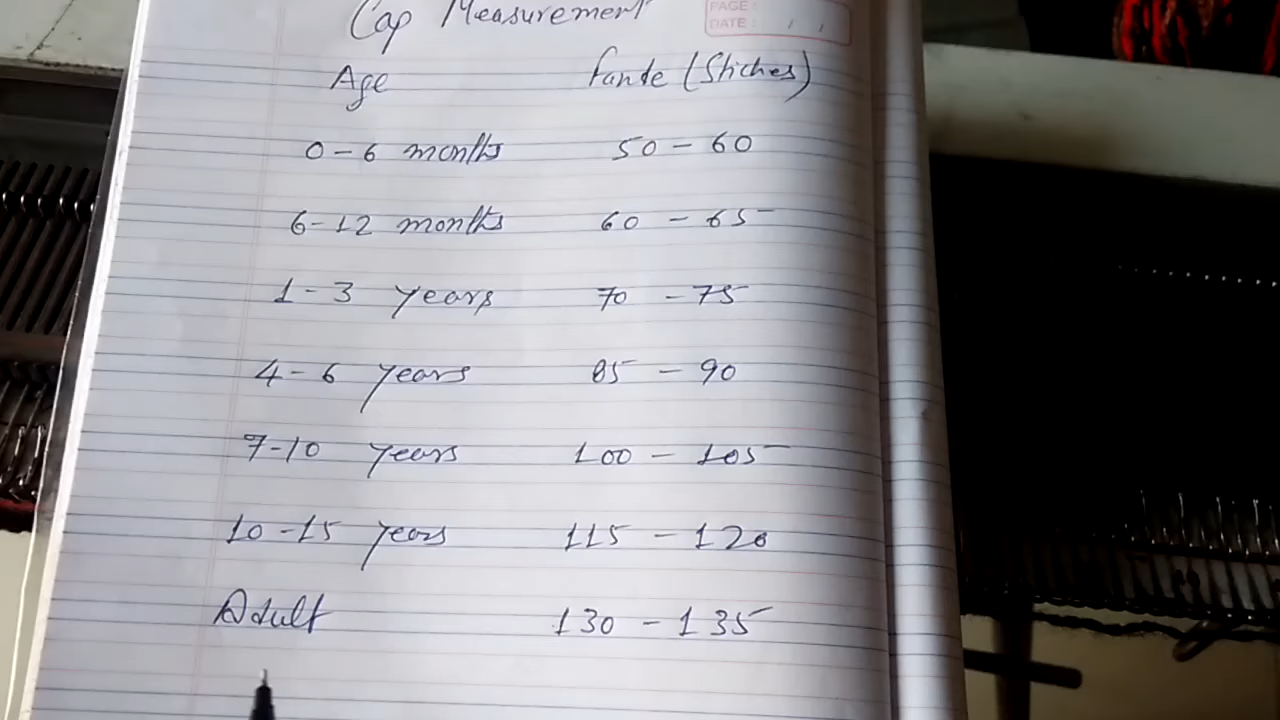 Cap Measurement
PAGE:
DATE: / /
Age Fande (Stiches)
0-6 months 50-60
6-12 months 60-65
1-3 years 70-75
4-6 years 85-90
7-10 years 100-105
10-15 years 115-120
Adult 130-135